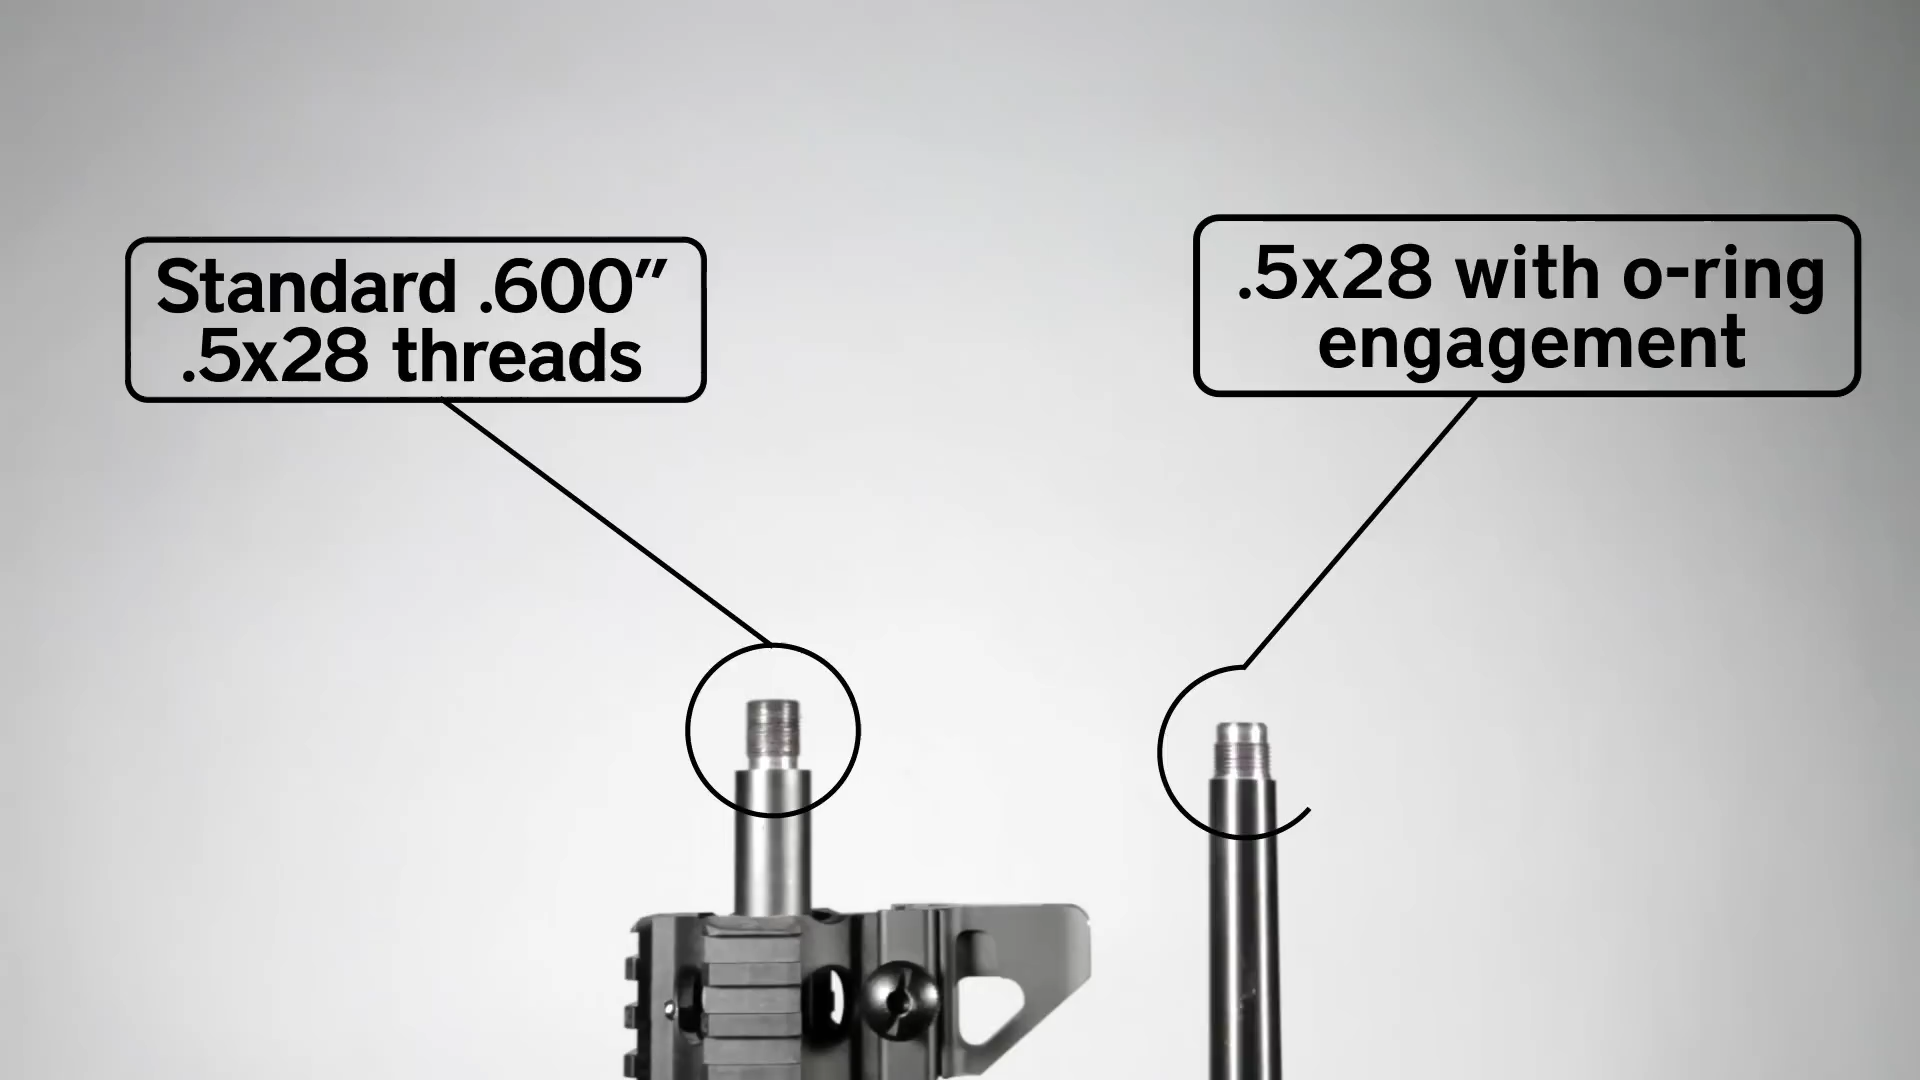 Standard .600”
.5x28 threads
.5x28 with o-ring
engagement